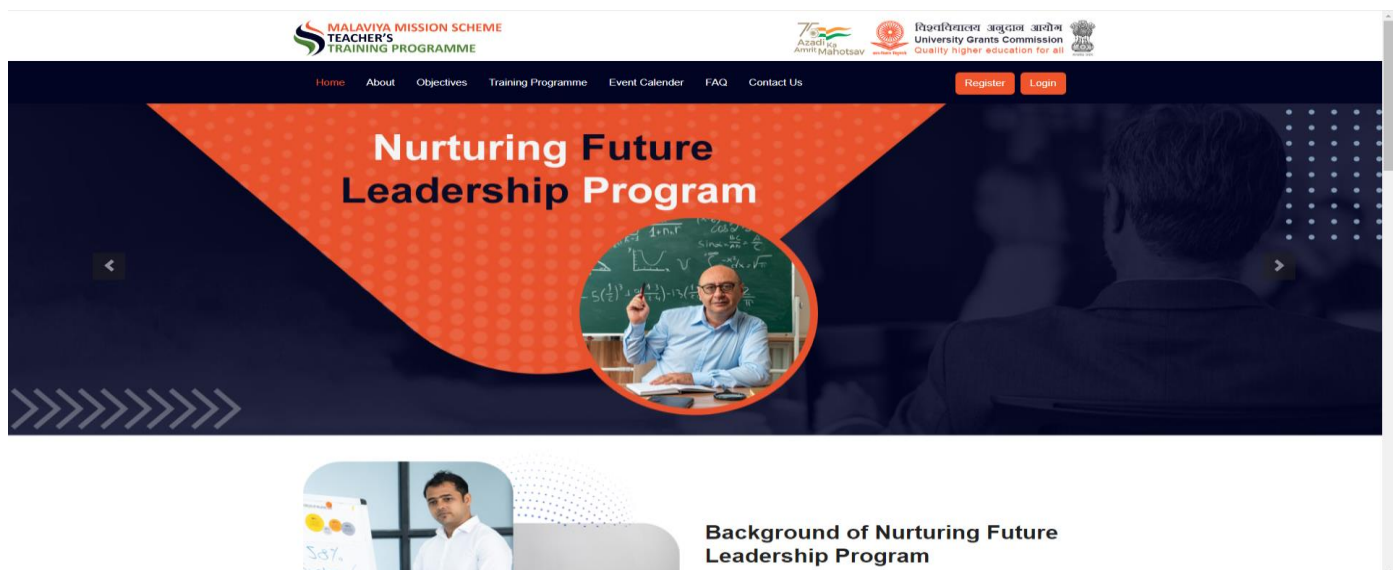 MALAVIYA MISSION SCHEME
TEACHER'S
TRAINING PROGRAMME
75
Azadi Ka
Amrit Mahotsav
विश्वविद्यालय अनुदान आयोग
University Grants Commission
Quality higher education for all
Home About Objectives Training Programme Event Calender FAQ Contact Us Register Login
Nurturing Future
Leadership Program
Background of Nurturing Future
Leadership Program